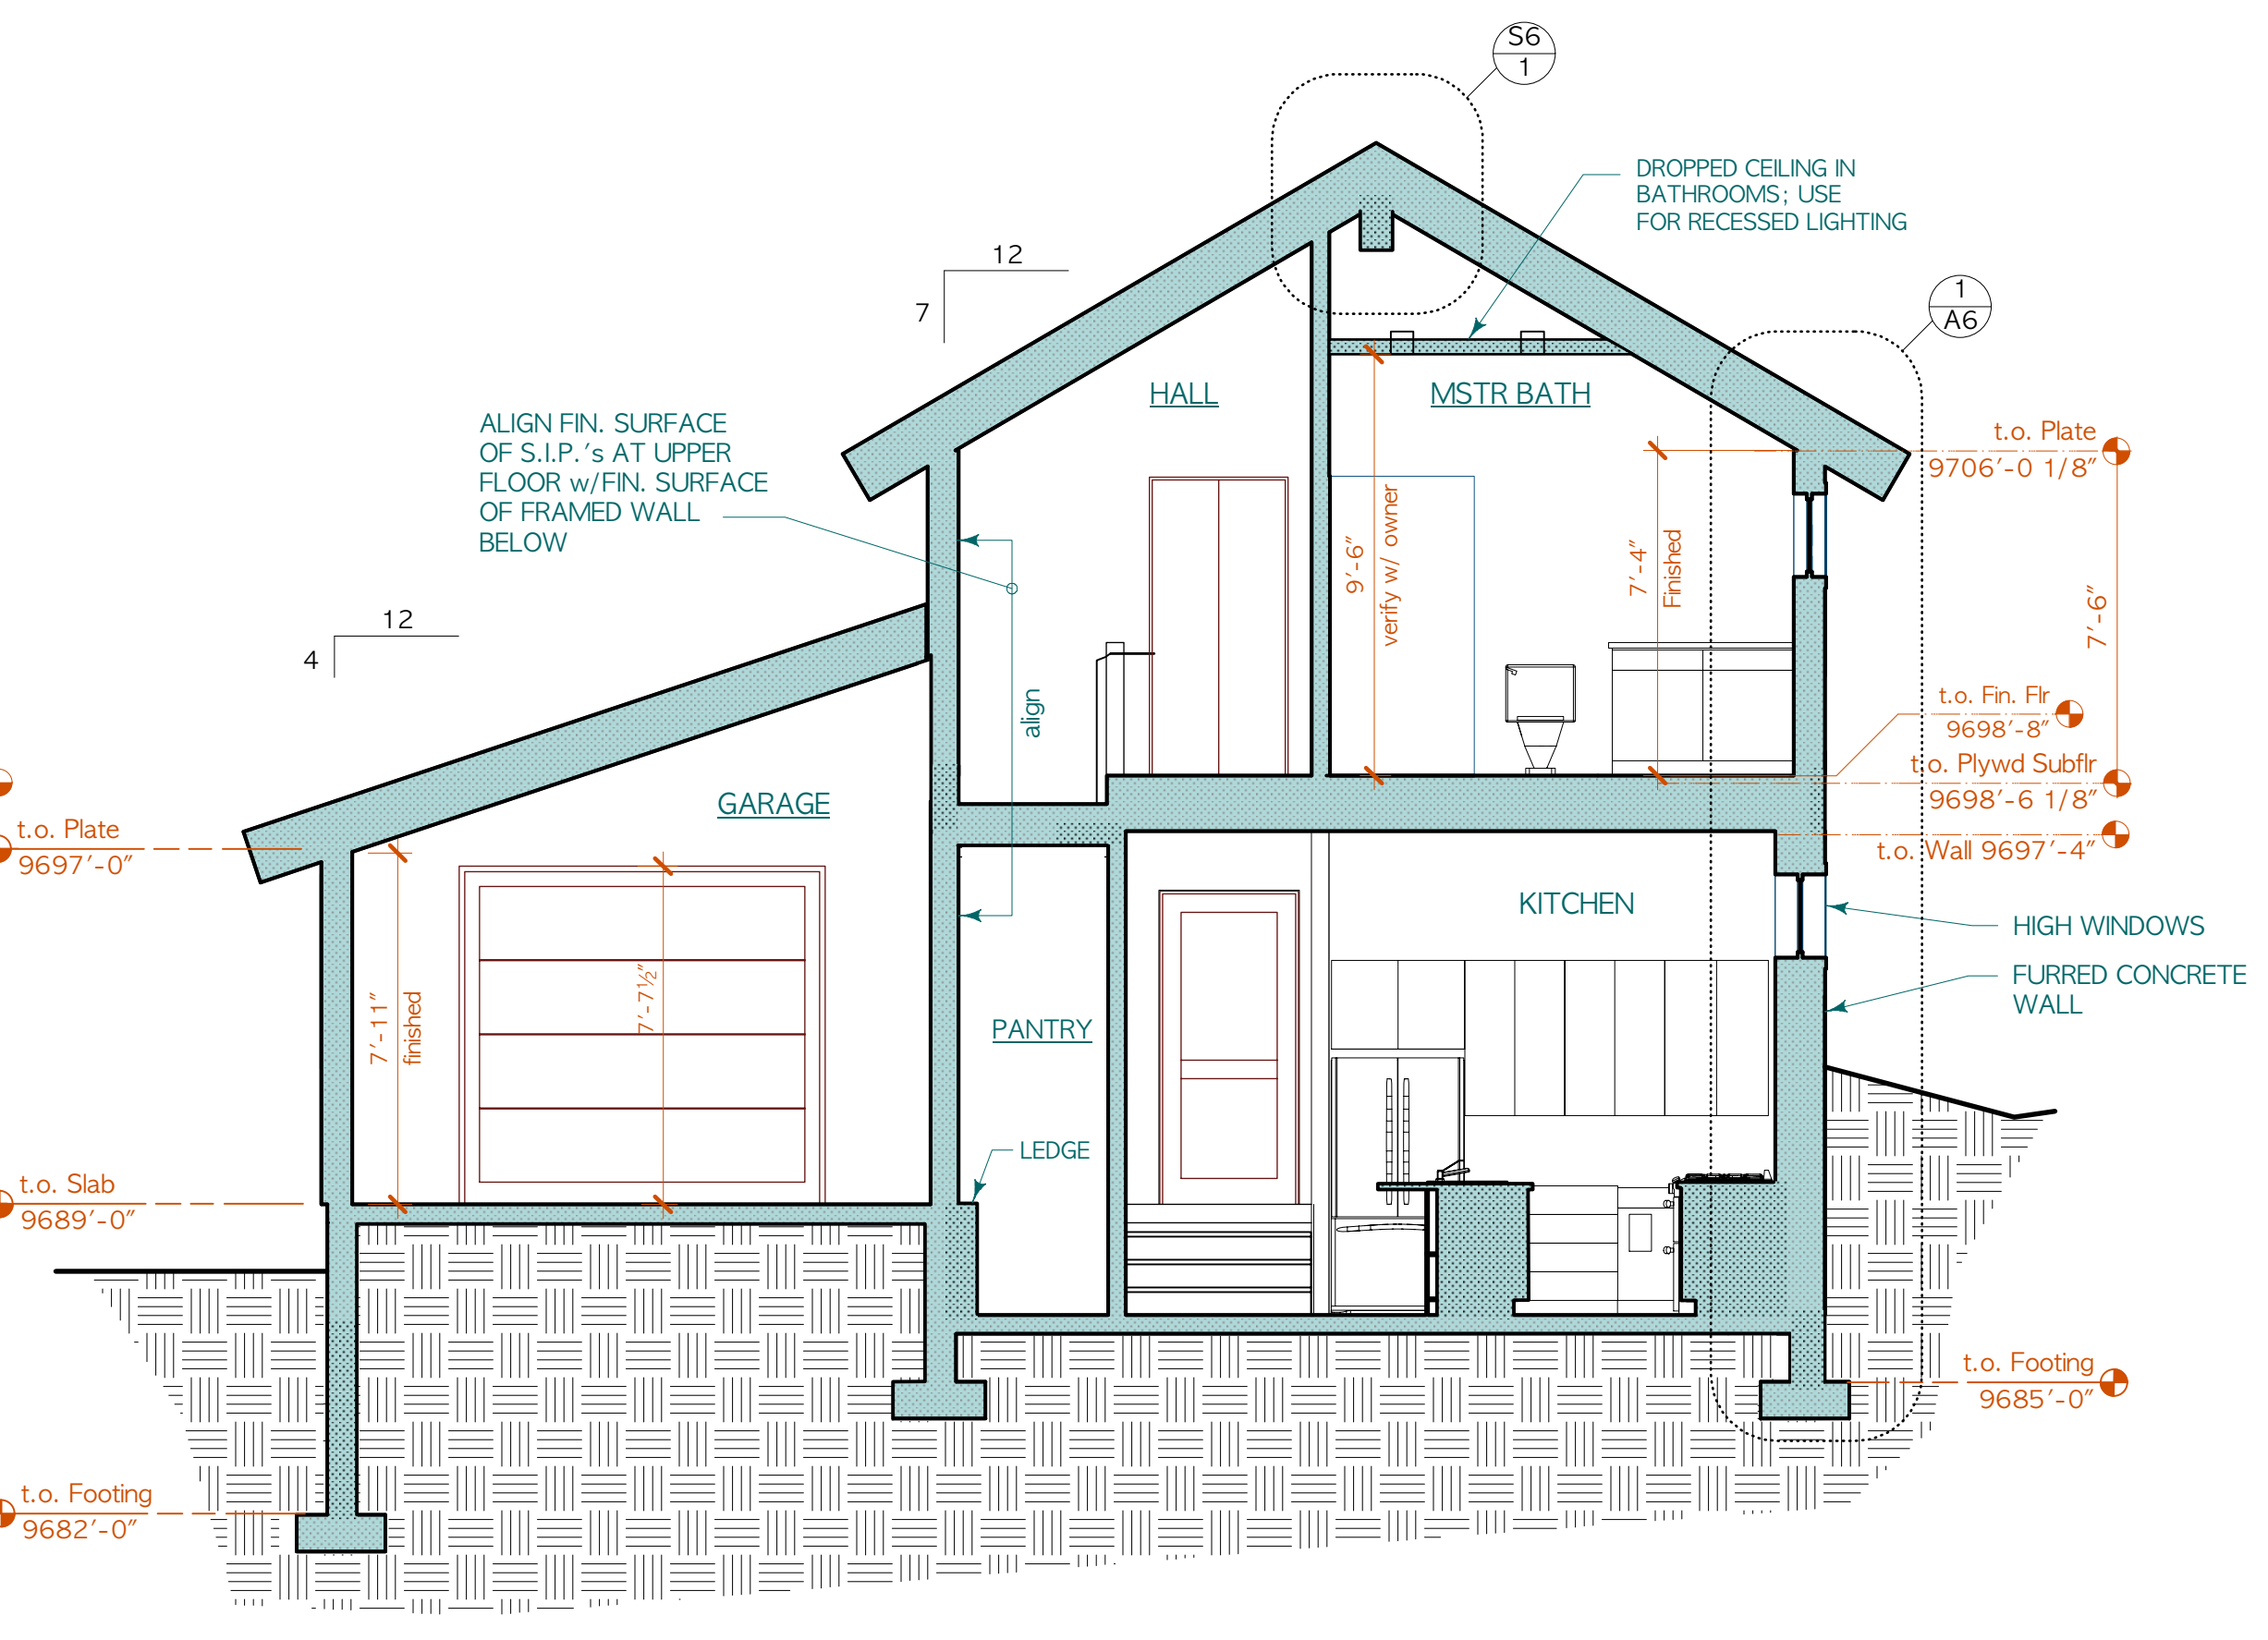 S6
1
DROPPED CEILING IN
BATHROOMS; USE
FOR RECESSED LIGHTING
12
7
1
A6
HALL
MSTR BATH
ALIGN FIN. SURFACE
OF S.I.P.'s AT UPPER
FLOOR w/FIN. SURFACE
OF FRAMED WALL
BELOW
t.o. Plate
9706'-0 1/8"
9'-6"
verify w/ owner
7'-4"
Finished
7'-6"
12
4
align
t.o. Fin. Flr
9698'-8"
t.o. Plywd Subflr
9698'-6 1/8"
GARAGE
t.o. Plate
9697'-0"
t.o. Wall 9697'-4"
KITCHEN
HIGH WINDOWS
FURRED CONCRETE
WALL
7'-11"
finished
7'-7½"
PANTRY
LEDGE
t.o. Slab
9689'-0"
t.o. Footing
9685'-0"
t.o. Footing
9682'-0"